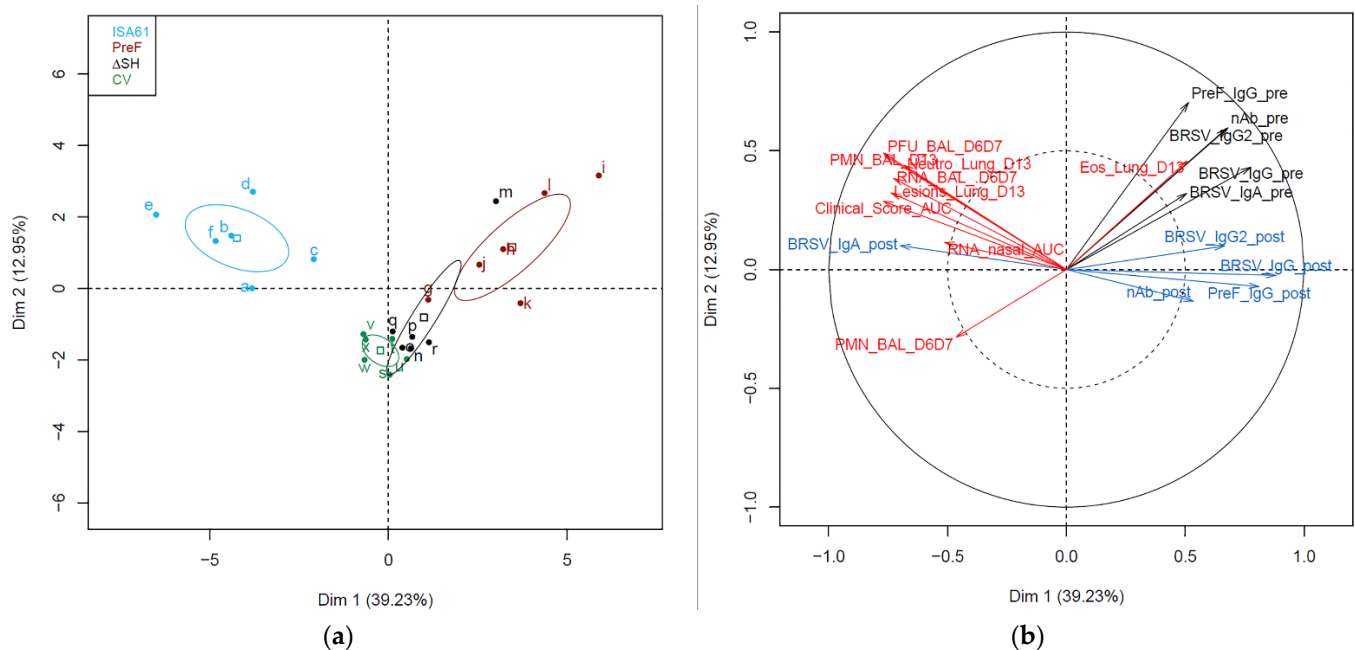 ISA61
PreF
ΔSH
CV
6
4
2
0
−2
−4
−6
−5
0
5
Dim 2 (12.95%)
Dim 1 (39.23%)
i
l
m
d
e
b
f
h
c
j
a
g
k
v
q
p
x
r
n
w
s
u
(a)
1.0
0.5
0.0
−0.5
−1.0
−1.0
−0.5
0.0
0.5
1.0
Dim 2 (12.95%)
Dim 1 (39.23%)
PreF_IgG_pre
nAb_pre
BRSV_IgG2_pre
PFU_BAL_D6D7
PMN_BAL_D13
Neutro_Lung_D13
Eos_Lung_D13
RNA_BAL_D6D7
BRSV_IgG_pre
Lesions_Lung_D13
BRSV_IgA_pre
Clinical_Score_AUC
BRSV_IgA_post
RNA_nasal_AUC
BRSV_IgG2_post
BRSV_IgG_post
nAb_post
PreF_IgG_post
PMN_BAL_D6D7
(b)